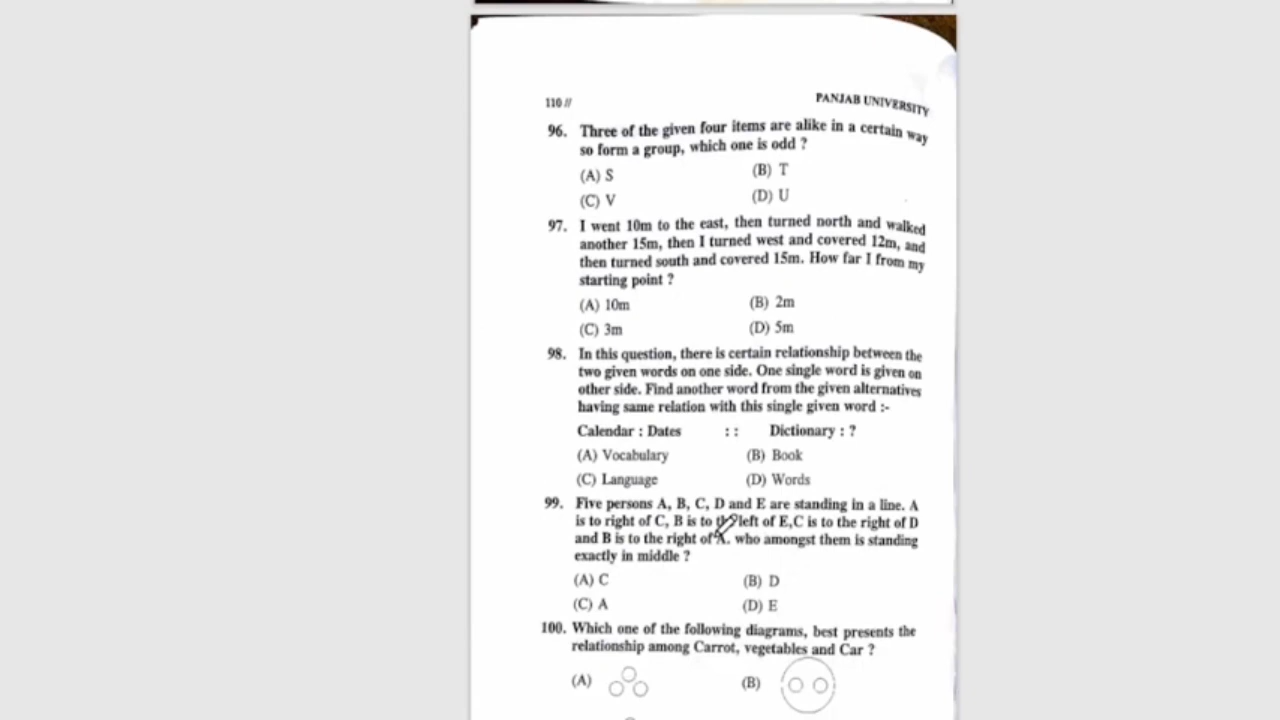 110 //
PANJAB UNIVERSITY
96. Three of the given four items are alike in a certain way
so form a group, which one is odd ?
(A) S (B) T
(C) V (D) U
97. I went 10m to the east, then turned north and walked
another 15m, then I turned west and covered 12m, and
then turned south and covered 15m. How far I from my
starting point ?
(A) 10m (B) 2m
(C) 3m (D) 5m
98. In this question, there is certain relationship between the
two given words on one side. One single word is given on
other side. Find another word from the given alternatives
having same relation with this single given word :-
Calendar : Dates : : Dictionary : ?
(A) Vocabulary (B) Book
(C) Language (D) Words
99. Five persons A, B, C, D and E are standing in a line. A
is to right of C, B is to the left of E,C is to the right of D
and B is to the right of A. who amongst them is standing
exactly in middle ?
(A) C (B) D
(C) A (D) E
100. Which one of the following diagrams, best presents the
relationship among Carrot, vegetables and Car ?
(A) (B)